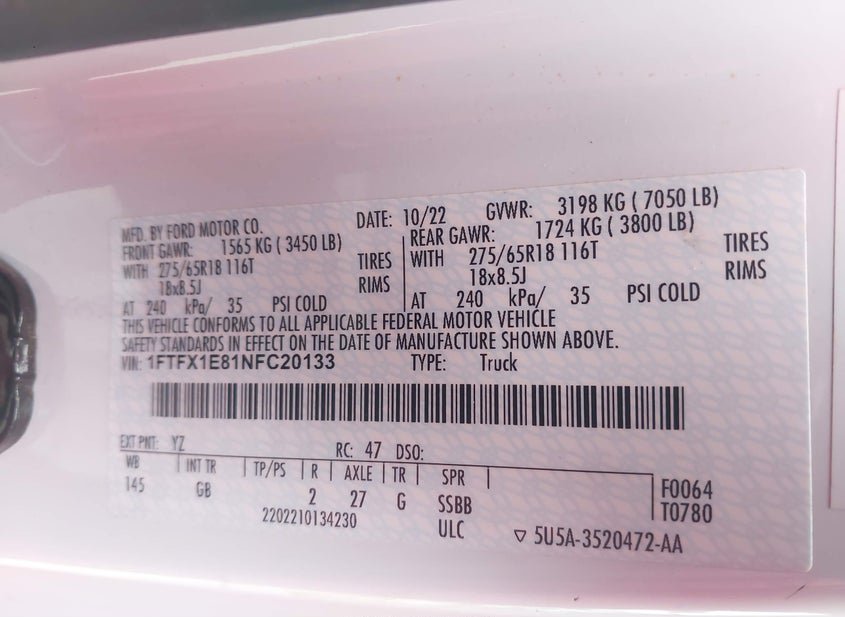 MFD. BY FORD MOTOR CO. DATE: 10/22 GVWR: 3198 KG ( 7050 LB)
FRONT GAWR: 1565 KG ( 3450 LB) REAR GAWR: 1724 KG ( 3800 LB)
WITH 275/65R18 116T TIRES WITH 275/65R18 116T TIRES
18x8.5J RIMS 18x8.5J RIMS
AT 240 kPa/ 35 PSI COLD AT 240 kPa/ 35 PSI COLD
THIS VEHICLE CONFORMS TO ALL APPLICABLE FEDERAL MOTOR VEHICLE
SAFETY STANDARDS IN EFFECT ON THE DATE OF MANUFACTURE SHOWN ABOVE.
VIN: 1FTFX1E81NFC20133 TYPE: Truck
EXT PNT: YZ RC: 47 DSO:
WB INT TR TP/PS R AXLE TR SPR
145 GB 2 27 G SSBB F0064
2202210134230 ULC T0780
▽ 5U5A-3520472-AA